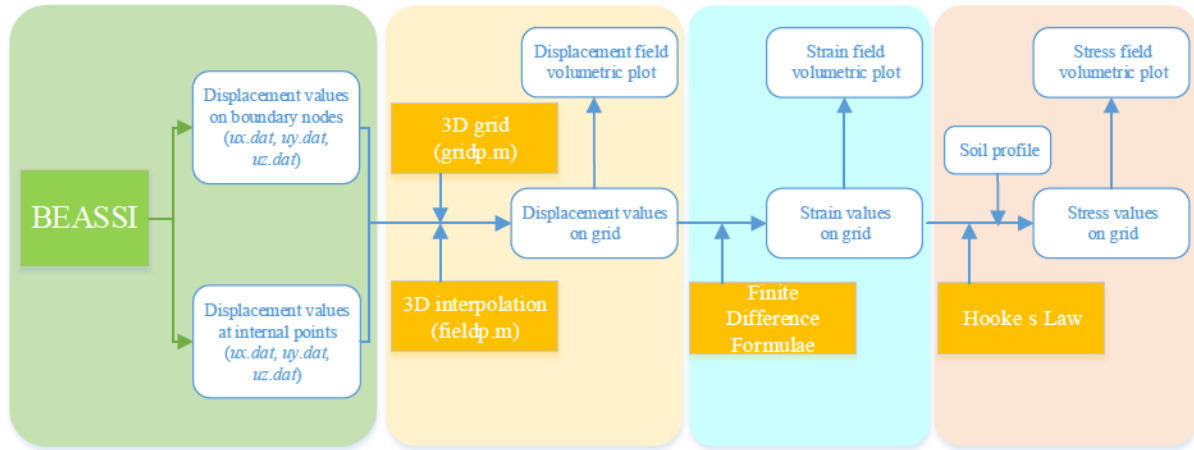 BEASSI
Displacement values
on boundary nodes
(ux.dat, uy.dat,
uz.dat)
Displacement values
at internal points
(ux.dat, uy.dat,
uz.dat)
Displacement field
volumetric plot
3D grid
(gridp.m)
Displacement values
on grid
3D interpolation
(fieldp.m)
Strain field
volumetric plot
Strain values
on grid
Finite
Difference
Formulae
Stress field
volumetric plot
Soil profile
Stress values
on grid
Hooke s Law